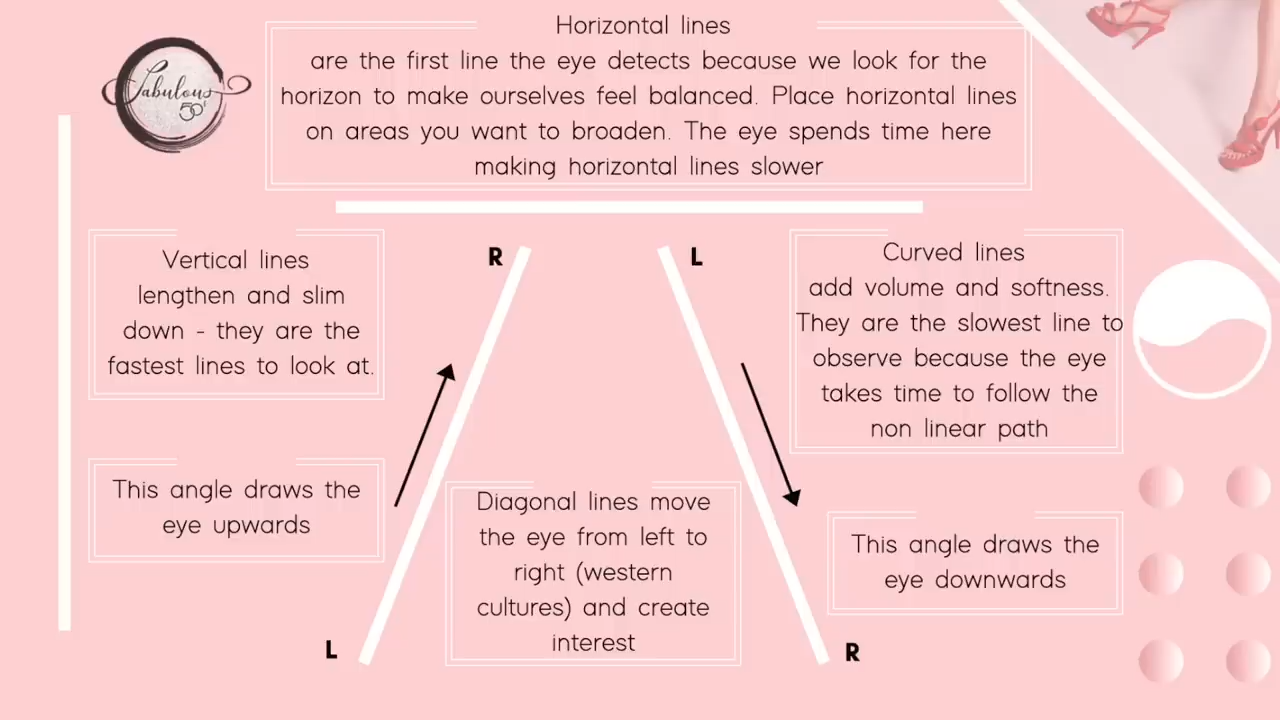 Horizontal lines
are the first line the eye detects because we look for the
horizon to make ourselves feel balanced. Place horizontal lines
on areas you want to broaden. The eye spends time here
making horizontal lines slower
Fabulous
50'
Vertical lines
lengthen and slim
down - they are the
fastest lines to look at.
R
L
Curved lines
add volume and softness.
They are the slowest line to
observe because the eye
takes time to follow the
non linear path
This angle draws the
eye upwards
Diagonal lines move
the eye from left to
right (western
cultures) and create
interest
This angle draws the
eye downwards
L
R